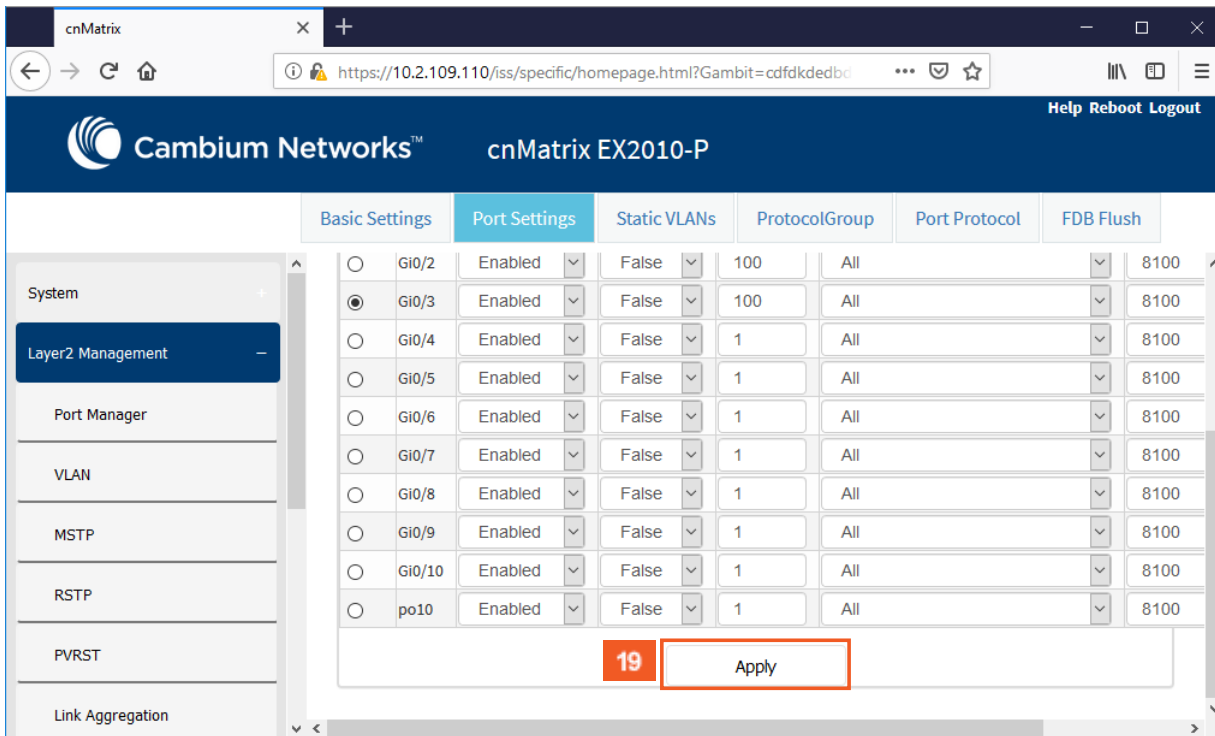 cnMatrix
https://10.2.109.110/iss/specific/homepage.html?Gambit=cdfdkdedbd
Help Reboot Logout
Cambium Networks™ cnMatrix EX2010-P
Basic Settings Port Settings Static VLANs ProtocolGroup Port Protocol FDB Flush
Gi0/2 Enabled False 100 All 8100
System +
Gi0/3 Enabled False 100 All 8100
Layer2 Management −
Gi0/4 Enabled False 1 All 8100
Gi0/5 Enabled False 1 All 8100
Port Manager
Gi0/6 Enabled False 1 All 8100
Gi0/7 Enabled False 1 All 8100
VLAN
Gi0/8 Enabled False 1 All 8100
MSTP
Gi0/9 Enabled False 1 All 8100
Gi0/10 Enabled False 1 All 8100
RSTP
po10 Enabled False 1 All 8100
PVRST
19 Apply
Link Aggregation